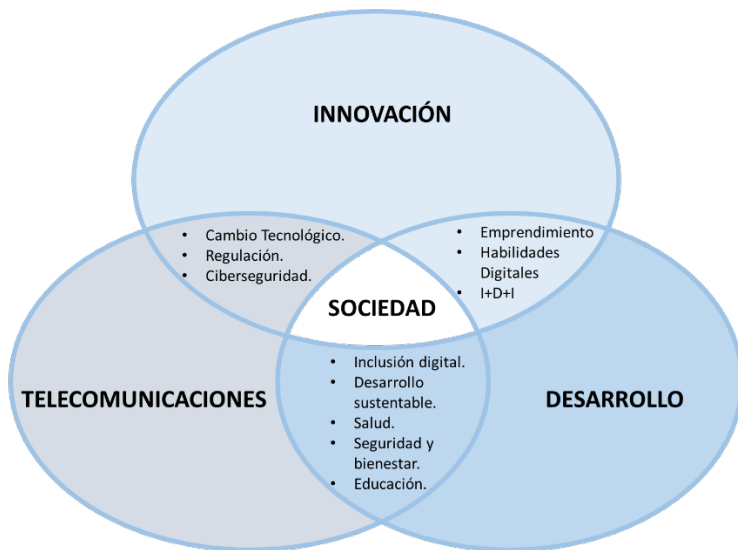 INNOVACIÓN
• Cambio Tecnológico.
• Regulación.
• Ciberseguridad.
• Emprendimiento
• Habilidades
Digitales
• I+D+I
SOCIEDAD
TELECOMUNICACIONES
• Inclusión digital.
• Desarrollo
sustentable.
• Salud.
• Seguridad y
bienestar.
• Educación.
DESARROLLO